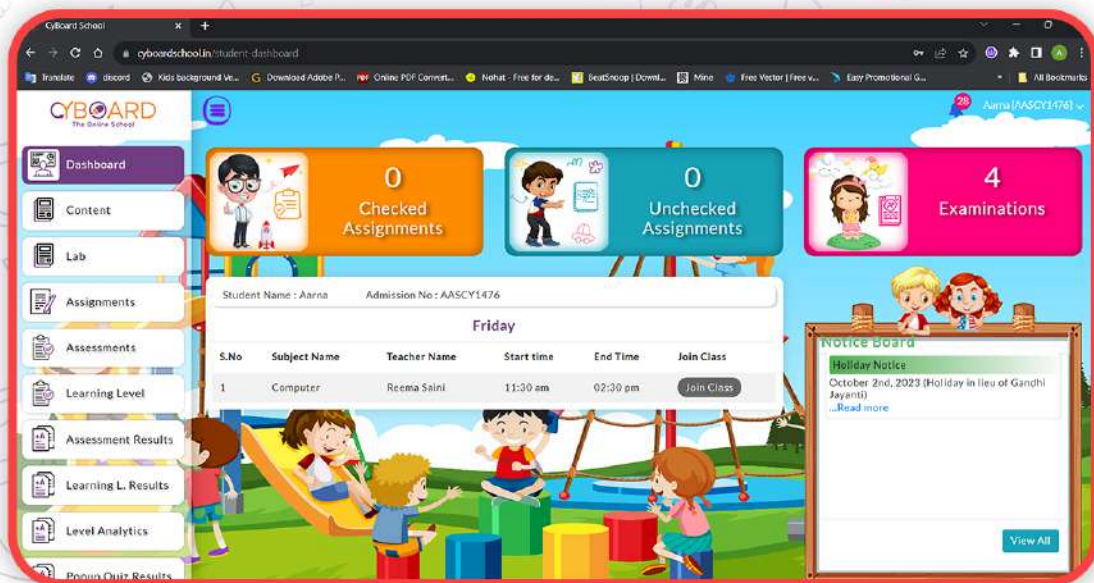 CyBoard School
cyboardschool.in/student-dashboard
Translate discord Kids background Ve... Download Adobe P... Online PDF Convert... Nohat - Free for de... BeatSnoop | Downl... Mine Free Vector | Free v... Easy Promotional G... All Bookmarks
CYBOARD
The Online School
28
Aarna [AASCY1476]
Dashboard
Content
Lab
Assignments
Assessments
Learning Level
Assessment Results
Learning L. Results
Level Analytics
Popup Quiz Results
0
Checked
Assignments
0
Unchecked
Assignments
4
Examinations
Student Name : Aarna Admission No : AASCY1476
Friday
S.No Subject Name Teacher Name Start time End Time Join Class
1 Computer Reema Saini 11:30 am 02:30 pm Join Class
Notice Board
Holiday Notice
October 2nd, 2023 (Holiday in lieu of Gandhi
Jayanti)
...Read more
View All